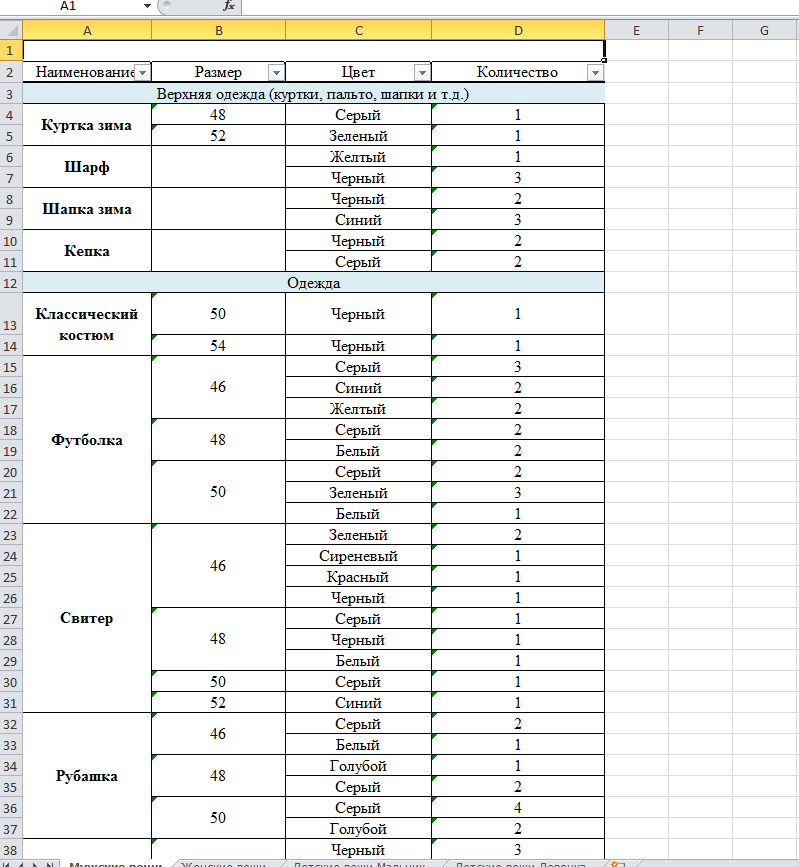 A1 fx
A B C D E F G
1
2 Наименование Размер Цвет Количество
3 Верхняя одежда (куртки, пальто, шапки и т.д.)
4 Куртка зима 48 Серый 1
5 52 Зеленый 1
6 Шарф Желтый 1
7 Черный 3
8 Шапка зима Черный 2
9 Синий 3
10 Кепка Черный 2
11 Серый 2
12 Одежда
13 Классический костюм 50 Черный 1
14 54 Черный 1
15 Футболка 46 Серый 3
16 Синий 2
17 Желтый 2
18 48 Серый 2
19 Белый 2
20 50 Серый 2
21 Зеленый 3
22 Белый 1
23 Свитер 46 Зеленый 2
24 Сиреневый 1
25 Красный 1
26 Черный 1
27 48 Серый 1
28 Черный 1
29 Белый 1
30 50 Серый 1
31 52 Синий 1
32 Рубашка 46 Серый 2
33 Белый 1
34 48 Голубой 1
35 Серый 2
36 50 Серый 4
37 Голубой 2
38 Черный 3
Мужские вещи Женские вещи Детские вещи Мальчик Детские вещи Девочка